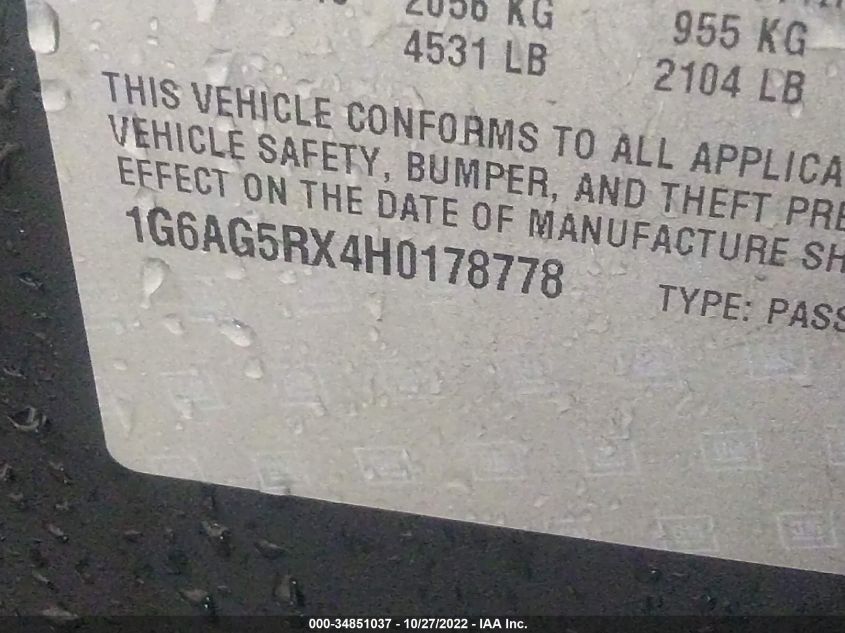 2056 KG 955 KG
4531 LB 2104 LB
THIS VEHICLE CONFORMS TO ALL APPLICA
VEHICLE SAFETY, BUMPER, AND THEFT PRE
EFFECT ON THE DATE OF MANUFACTURE SH
1G6AG5RX4H0178778
TYPE: PASS
000-34851037 - 10/27/2022 - IAA Inc.